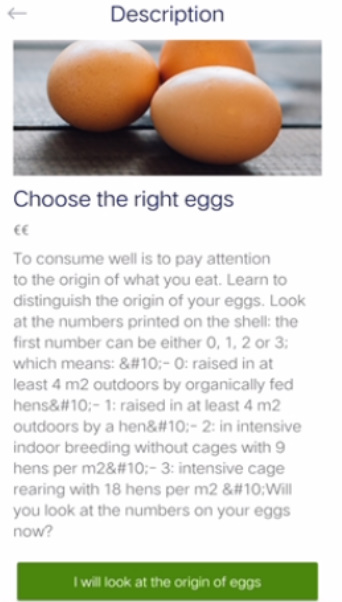 Description
Choose the right eggs
€€
To consume well is to pay attention
to the origin of what you eat. Learn to
distinguish the origin of your eggs. Look
at the numbers printed on the shell: the
first number can be either 0, 1, 2 or 3;
which means: &#10;– 0: raised in at
least 4 m2 outdoors by organically fed
hens&#10;– 1: raised in at least 4 m2
outdoors by a hen&#10;– 2: in intensive
indoor breeding without cages with 9
hens per m2&#10;– 3: intensive cage
rearing with 18 hens per m2 &#10;Will
you look at the numbers on your eggs
now?
I will look at the origin of eggs